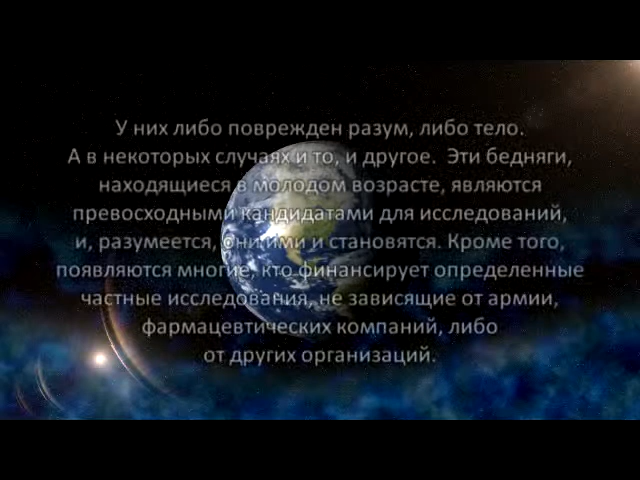 У них либо поврежден разум, либо тело.
А в некоторых случаях и то, и другое. Эти бедняги,
находящиеся в молодом возрасте, являются
превосходными кандидатами для исследований,
и, разумеется, они ими и становятся. Кроме того,
появляются многие, кто финансирует определенные
частные исследования, не зависящие от армии,
фармацевтических компаний, либо
от других организаций.